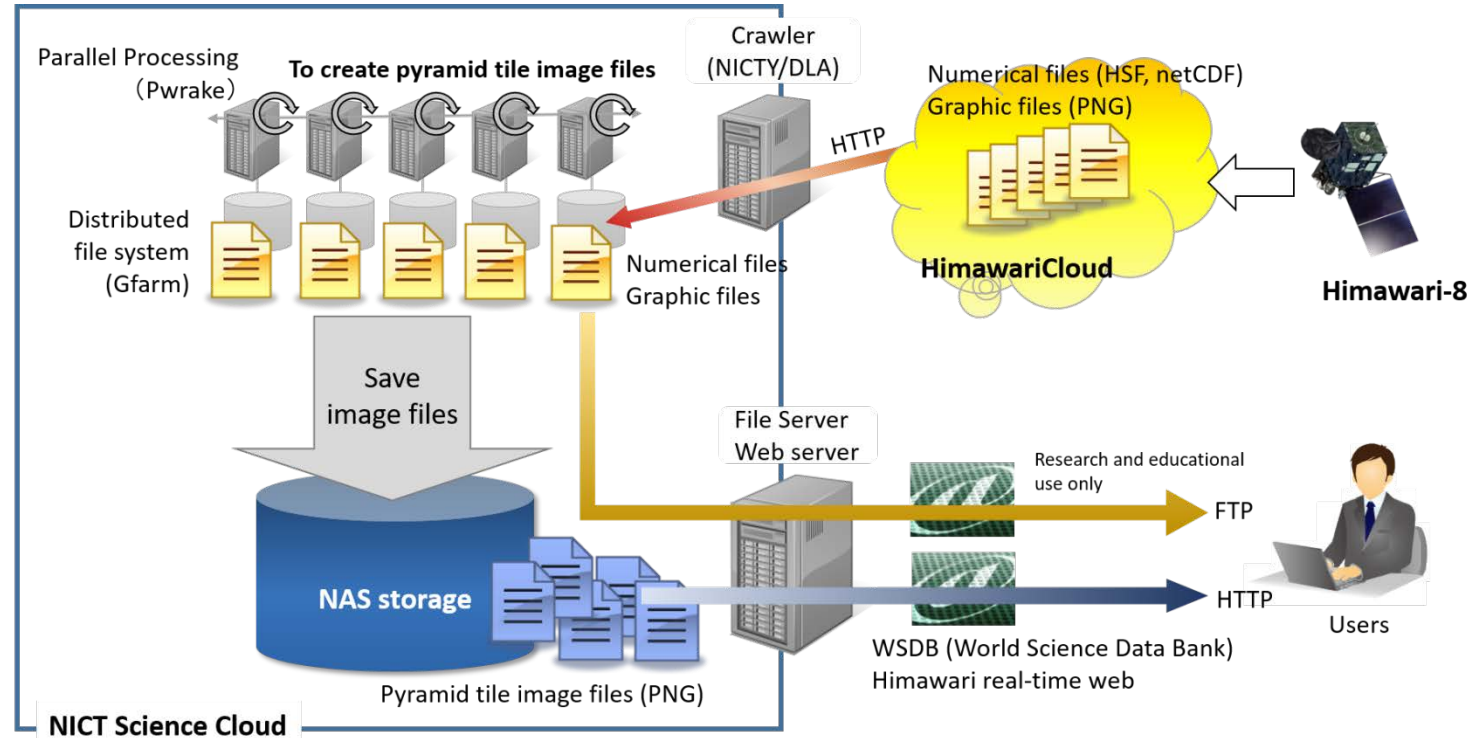 Parallel Processing
（Pwrake）
To create pyramid tile image files
Crawler
(NICTY/DLA)
Numerical files (HSF, netCDF)
Graphic files (PNG)
HTTP
HimawariCloud
Himawari-8
Distributed
file system
(Gfarm)
Numerical files
Graphic files
Save
image files
File Server
Web server
Research and educational
use only
FTP
NAS storage
HTTP
Users
WSDB (World Science Data Bank)
Himawari real-time web
Pyramid tile image files (PNG)
NICT Science Cloud